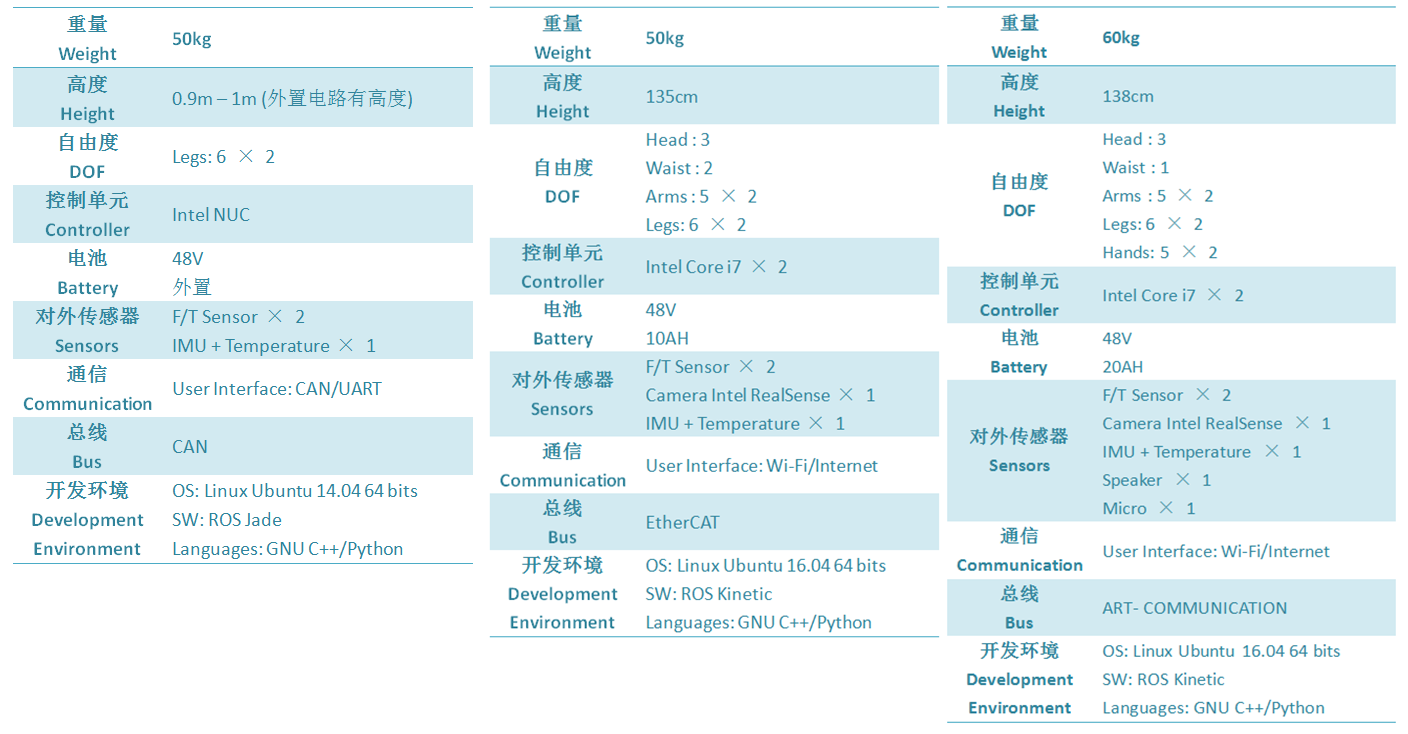 重量
Weight
50kg
高度
Height
0.9m – 1m (外置电路有高度)
自由度
DOF
Legs: 6 × 2
控制单元
Controller
Intel NUC
电池
Battery
48V
外置
对外传感器
Sensors
F/T Sensor × 2
IMU + Temperature × 1
通信
Communication
User Interface: CAN/UART
总线
Bus
CAN
开发环境
Development
Environment
OS: Linux Ubuntu 14.04 64 bits
SW: ROS Jade
Languages: GNU C++/Python
重量
Weight
50kg
高度
Height
135cm
自由度
DOF
Head : 3
Waist : 2
Arms : 5 × 2
Legs: 6 × 2
控制单元
Controller
Intel Core i7 × 2
电池
Battery
48V
10AH
对外传感器
Sensors
F/T Sensor × 2
Camera Intel RealSense × 1
IMU + Temperature × 1
通信
Communication
User Interface: Wi-Fi/Internet
总线
Bus
EtherCAT
开发环境
Development
Environment
OS: Linux Ubuntu 16.04 64 bits
SW: ROS Kinetic
Languages: GNU C++/Python
重量
Weight
60kg
高度
Height
138cm
自由度
DOF
Head : 3
Waist : 1
Arms : 5 × 2
Legs: 6 × 2
Hands: 5 × 2
控制单元
Controller
Intel Core i7 × 2
电池
Battery
48V
20AH
对外传感器
Sensors
F/T Sensor × 2
Camera Intel RealSense × 1
IMU + Temperature × 1
Speaker × 1
Micro × 1
通信
Communication
User Interface: Wi-Fi/Internet
总线
Bus
ART- COMMUNICATION
开发环境
Development
Environment
OS: Linux Ubuntu 16.04 64 bits
SW: ROS Kinetic
Languages: GNU C++/Python